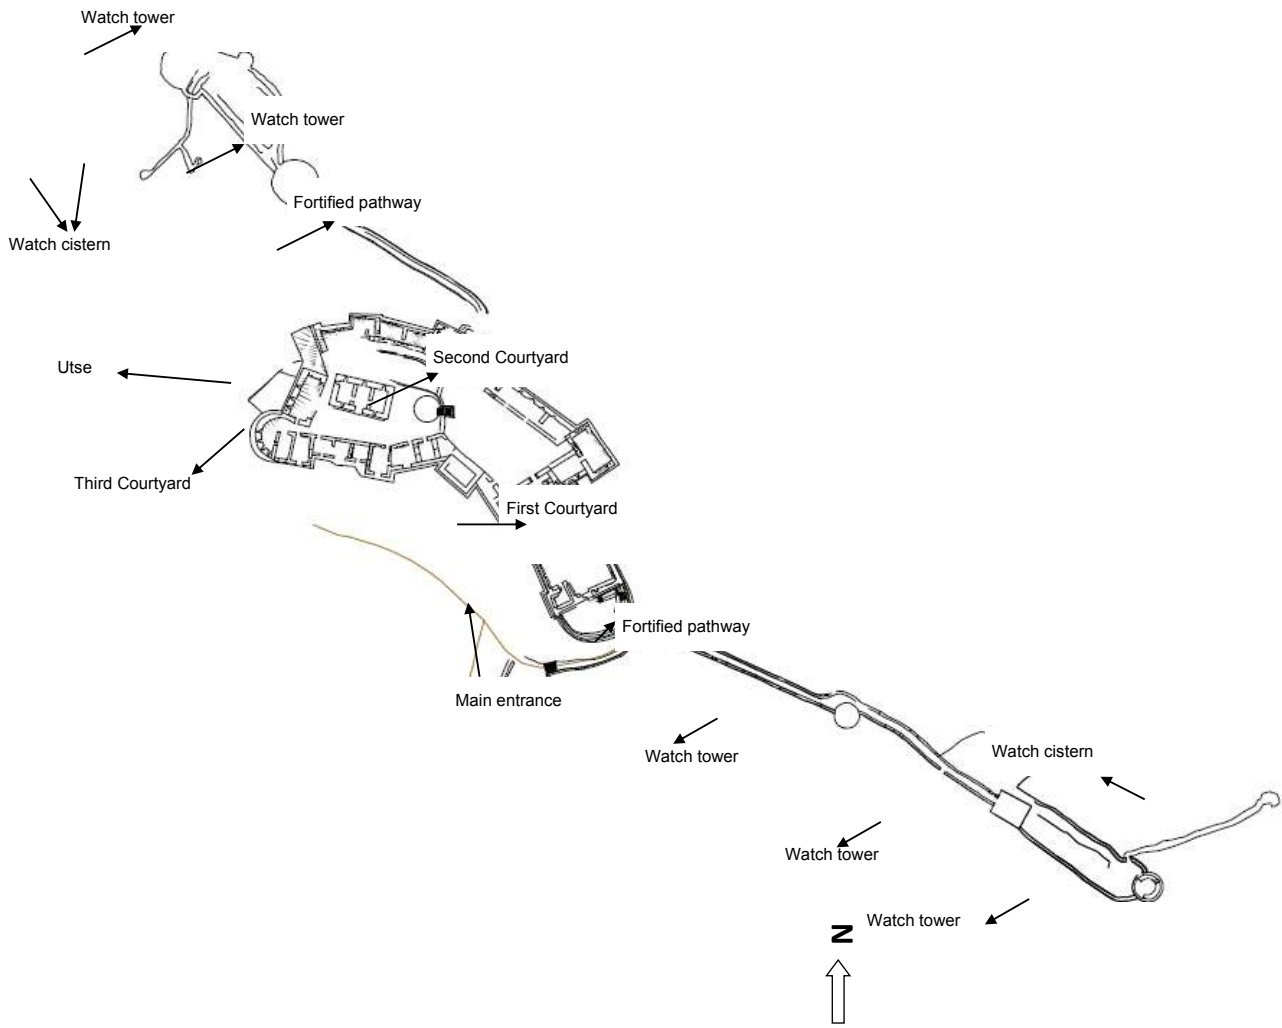 Watch tower
Watch tower
Fortified pathway
Watch cistern
Second Courtyard
Utse
Third Courtyard
First Courtyard
Fortified pathway
Main entrance
Watch tower
Watch cistern
Watch tower
Watch tower
N